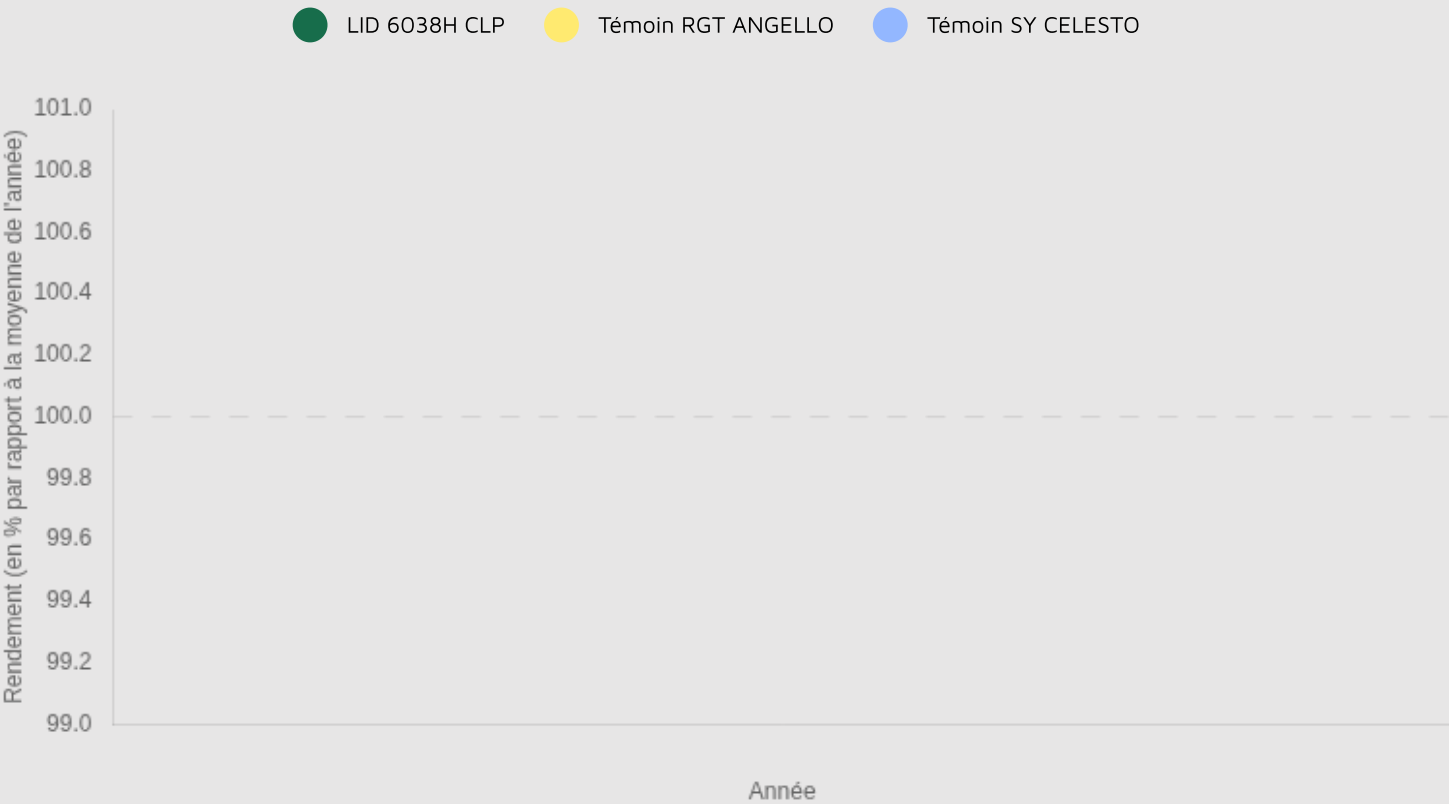 LID 6038H CLP
Témoin RGT ANGELLO
Témoin SY CELESTO
Rendement (en % par rapport à la moyenne de l'année)
101.0
100.8
100.6
100.4
100.2
100.0
99.8
99.6
99.4
99.2
99.0
Année